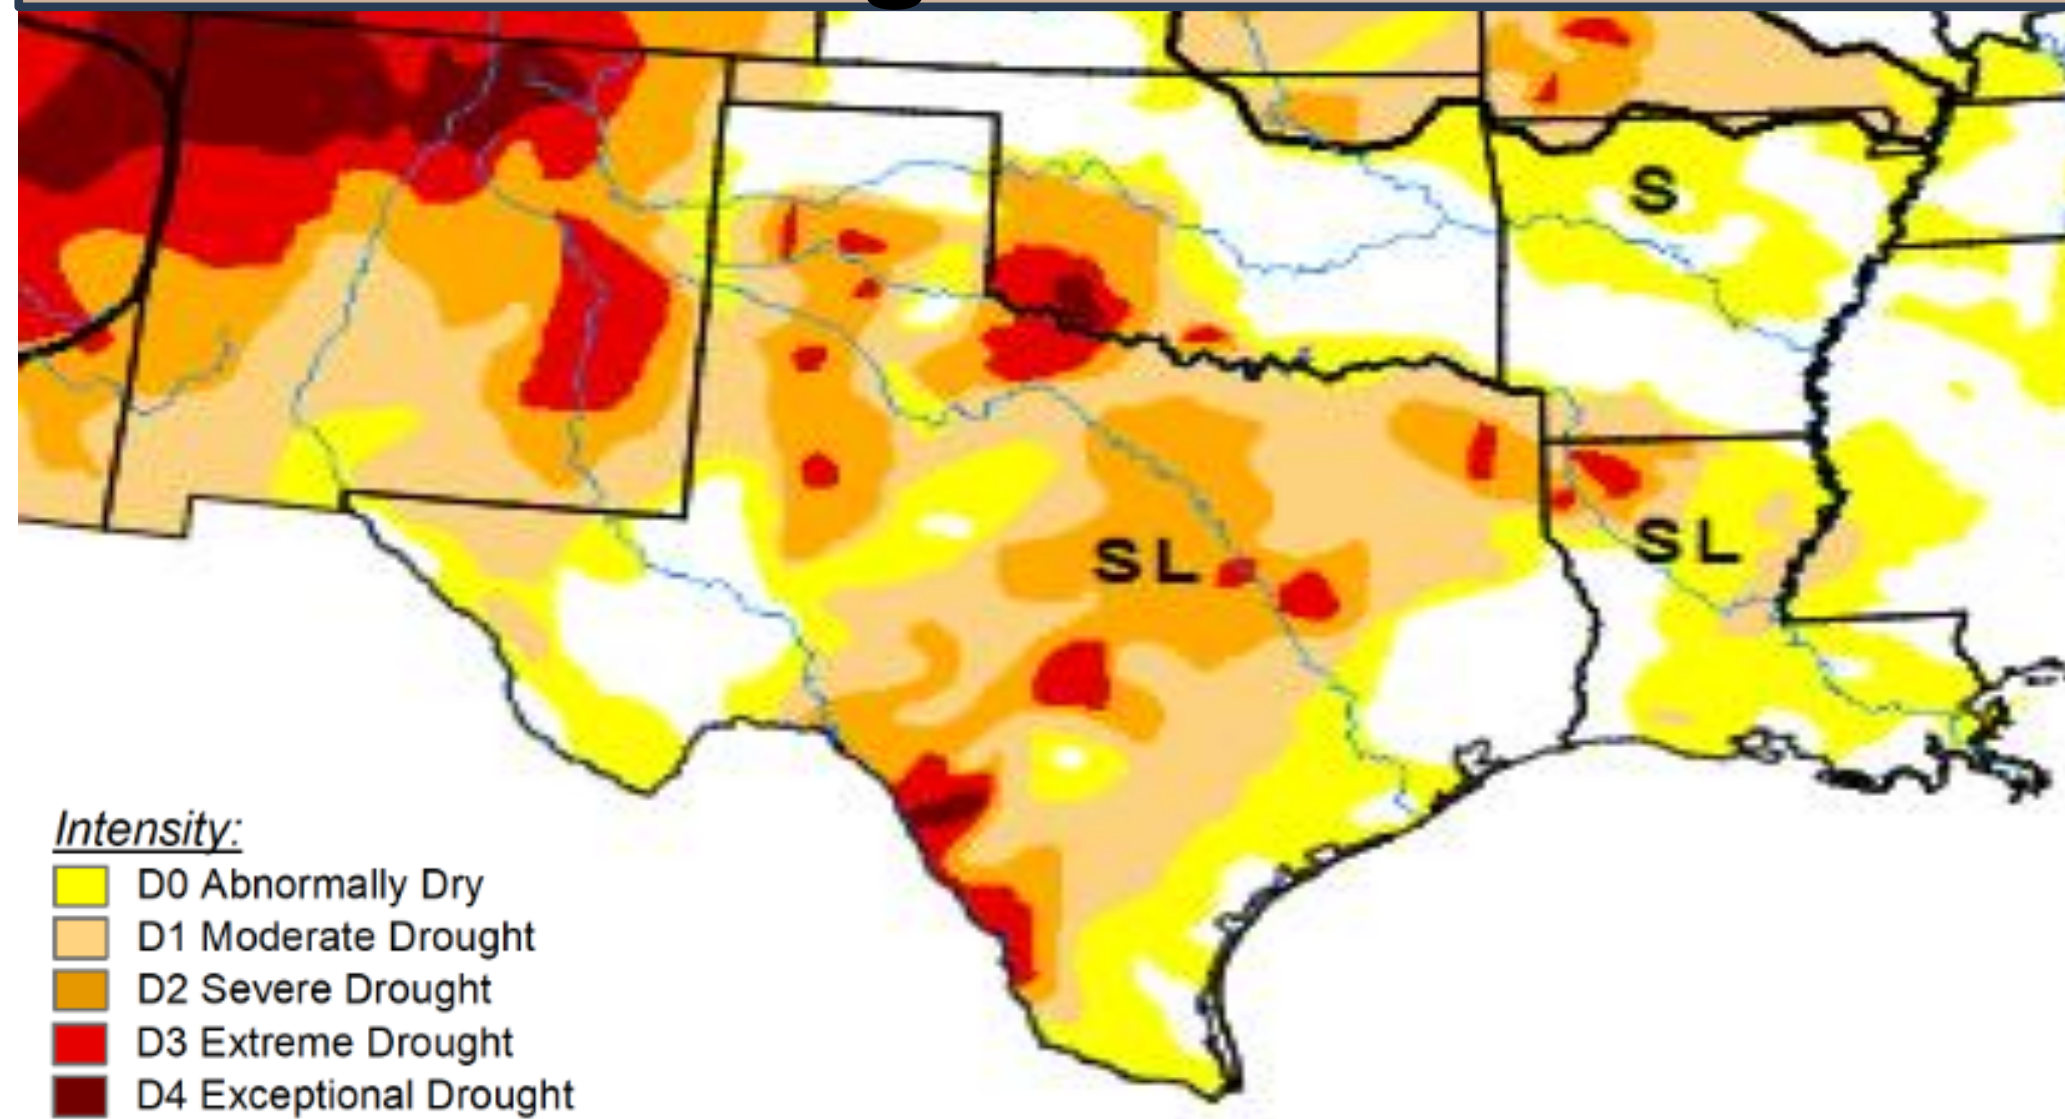 S
SL
SL
Intensity:
D0 Abnormally Dry
D1 Moderate Drought
D2 Severe Drought
D3 Extreme Drought
D4 Exceptional Drought